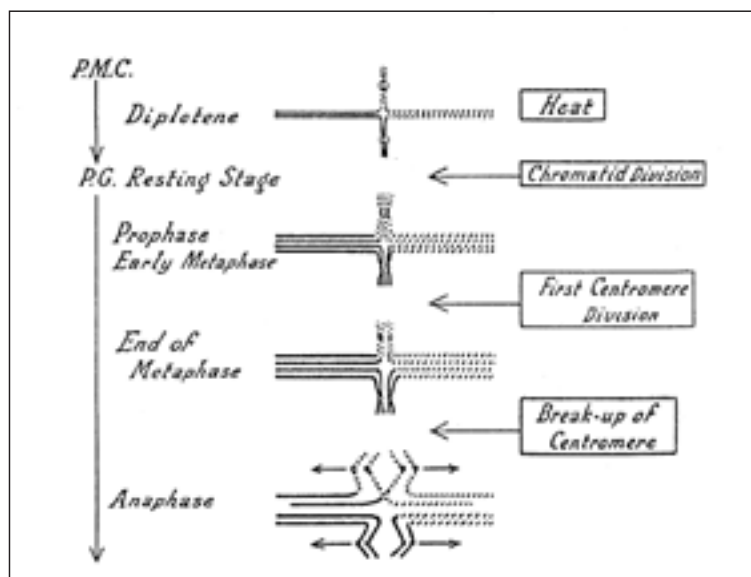 P.M.C.
Diplotene
Heat
P.G. Resting Stage
Chromatid Division
Prophase
Early Metaphase
First Centromere
Division
End of
Metaphase
Break-up of
Centromere
Anaphase